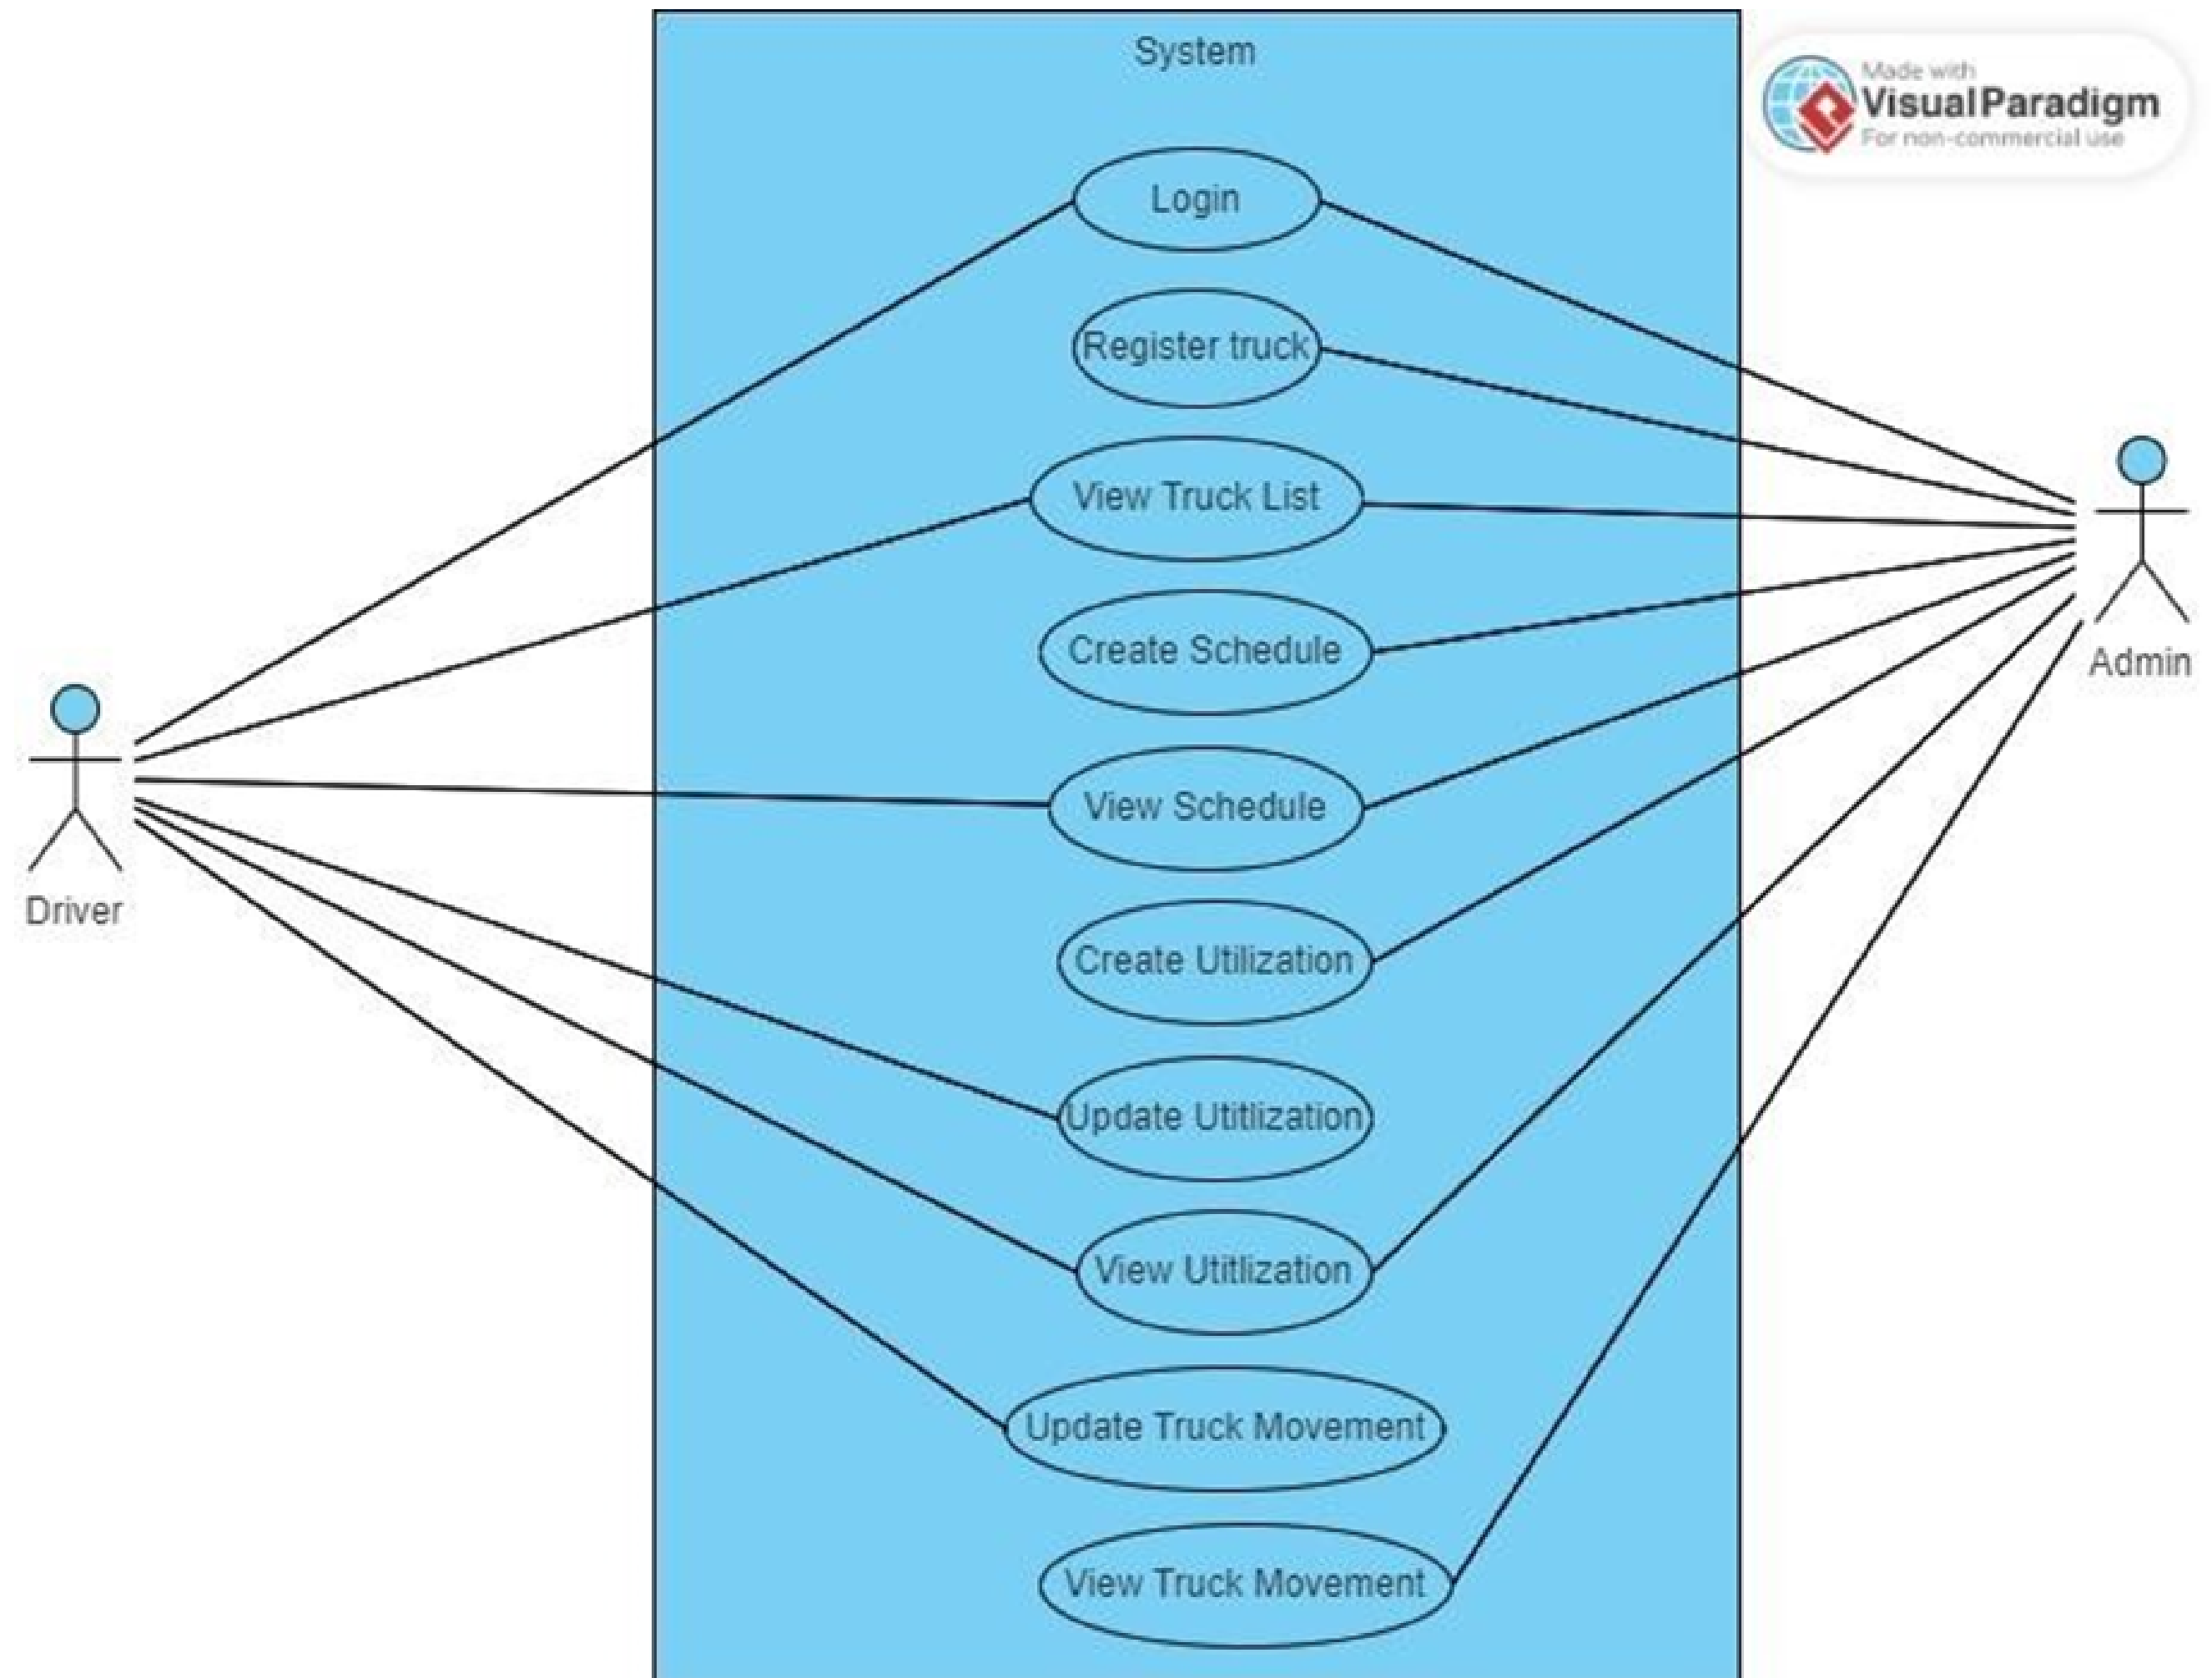 System
Made with
Visual Paradigm
For non-commercial use
Login
Register truck
View Truck List
Create Schedule
Admin
View Schedule
Driver
Create Utilization
Update Utitlization
View Utitlization
Update Truck Movement
View Truck Movement